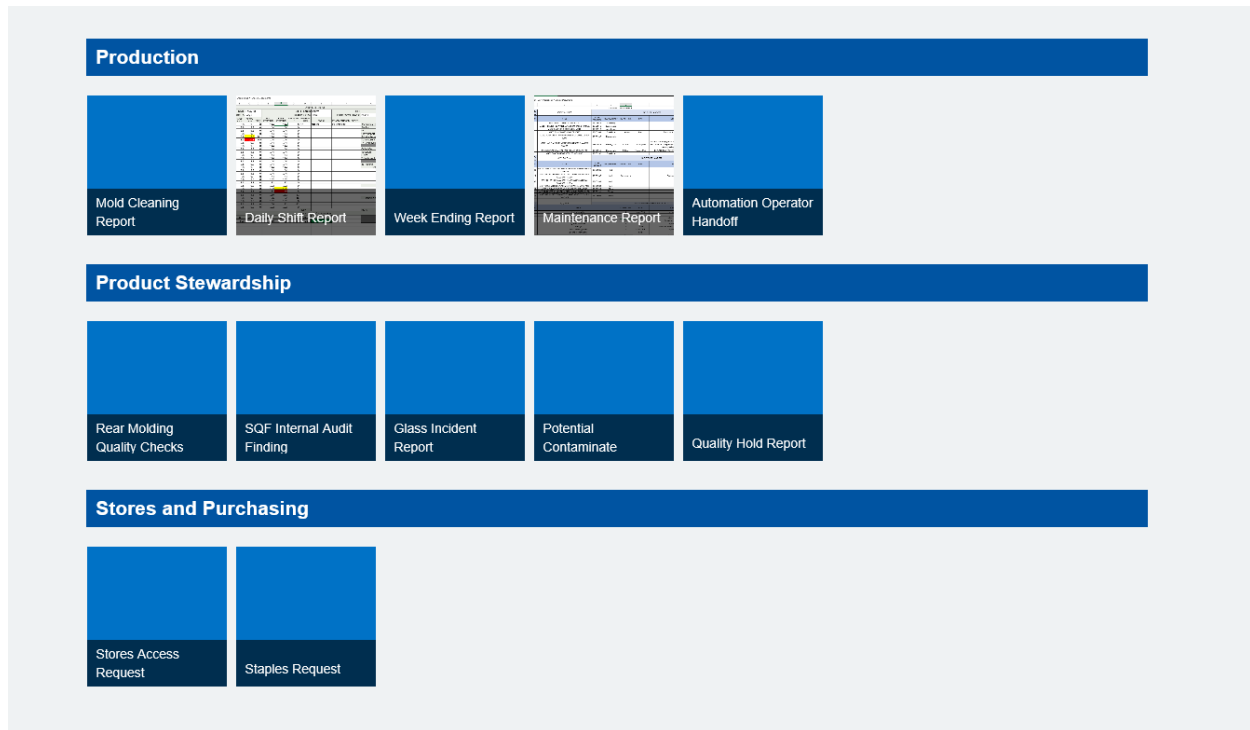 Production
Mold Cleaning
Report
Daily Shift Report
Week Ending Report
Maintenance Report
Automation Operator
Handoff
Product Stewardship
Rear Molding
Quality Checks
SQF Internal Audit
Finding
Glass Incident
Report
Potential
Contaminate
Quality Hold Report
Stores and Purchasing
Stores Access
Request
Staples Request